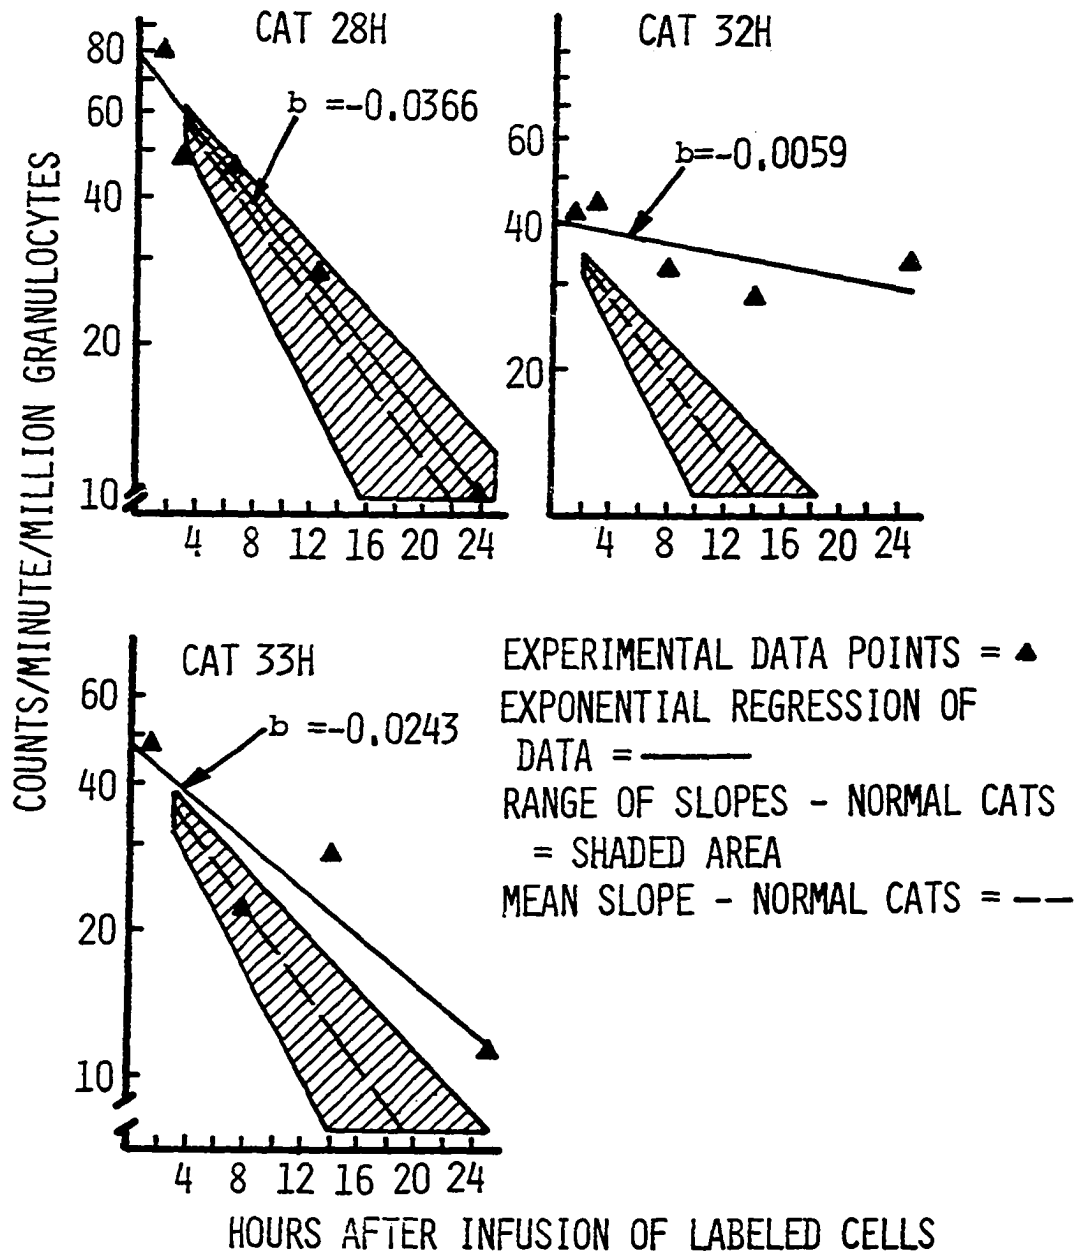 CAT 28H
80
60
40
20
10
b =-0.0366
4 8 12 16 20 24
CAT 32H
60
40
20
b=-0.0059
4 8 12 16 20 24
COUNTS/MINUTE/MILLION GRANULOCYTES
CAT 33H
60
40
20
10
b =-0.0243
4 8 12 16 20 24
EXPERIMENTAL DATA POINTS = ▲
EXPONENTIAL REGRESSION OF
DATA = ———
RANGE OF SLOPES - NORMAL CATS
= SHADED AREA
MEAN SLOPE - NORMAL CATS = — —
HOURS AFTER INFUSION OF LABELED CELLS